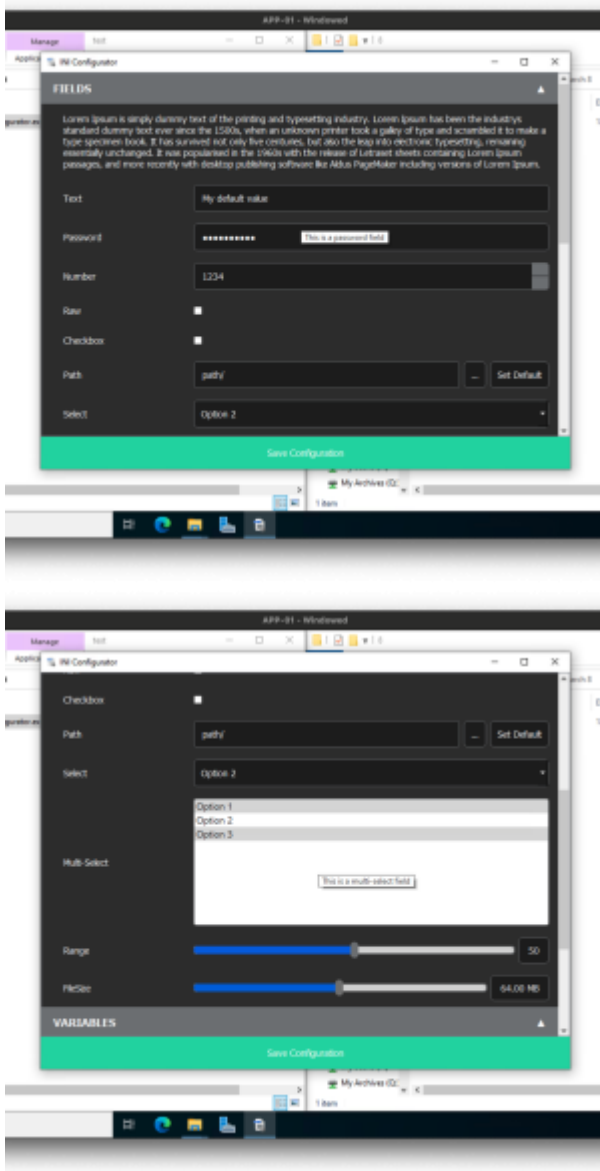 APP-01 - Windowed
Manage
test
INI Configurator
FIELDS
Lorem Ipsum is simply dummy text of the printing and typesetting industry. Lorem Ipsum has been the industrys
standard dummy text ever since the 1500s, when an unknown printer took a galley of type and scrambled it to make a
type specimen book. It has survived not only five centuries, but also the leap into electronic typesetting, remaining
essentially unchanged. It was popularised in the 1960s with the release of Letraset sheets containing Lorem Ipsum
passages, and more recently with desktop publishing software like Aldus PageMaker including versions of Lorem Ipsum.
Text
My default value
Password
This is a password field
Number
1234
Raw
Checkbox
Path
path/
...
Set Default
Select
Option 2
Save Configuration
My Archives (Q:
1 item
APP-01 - Windowed
Manage
test
INI Configurator
Checkbox
Path
path/
...
Set Default
Select
Option 2
Option 1
Option 2
Option 3
Multi-Select
This is a multi-select field
Range
50
FileSize
64.00 MB
VARIABLES
Save Configuration
My Archives (Q:
1 item